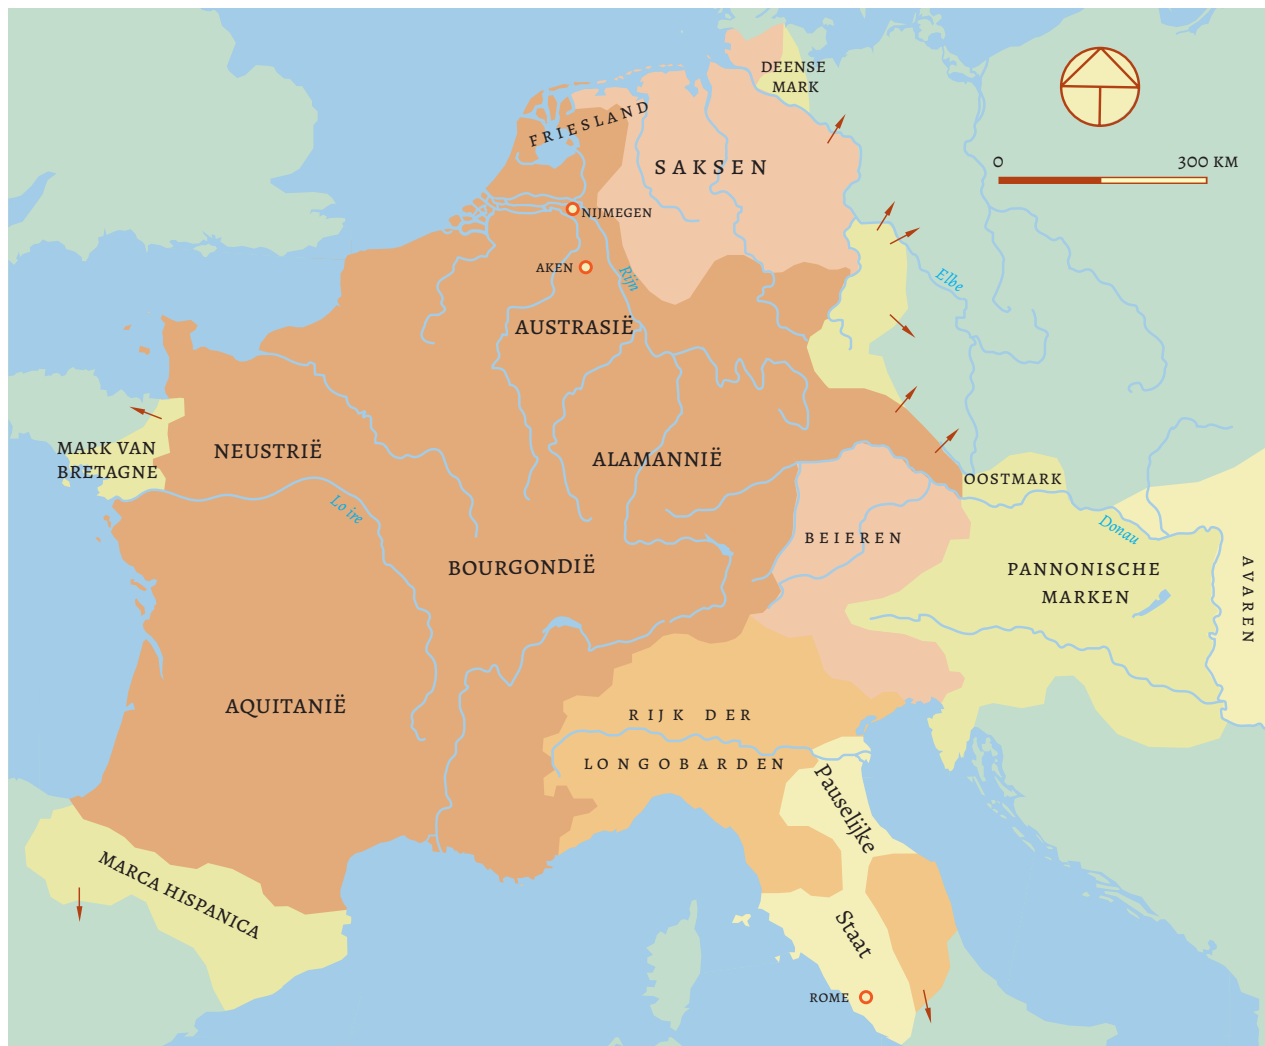 DEENSE
MARK
FRIESLAND
SAKSEN
0 300 KM
NIJMEGEN
AKEN
Rijn
Elbe
AUSTRASIË
MARK VAN
BRETAGNE
NEUSTRIË
ALAMANNIË
OOSTMARK
Loire
Donau
BEIEREN
BOURGONDIË
PANNONISCHE
MARKEN
AVAREN
AQUITANIË
RIJK DER
LONGOBARDEN
Pauselijke
Staat
MARCA HISPANICA
ROME